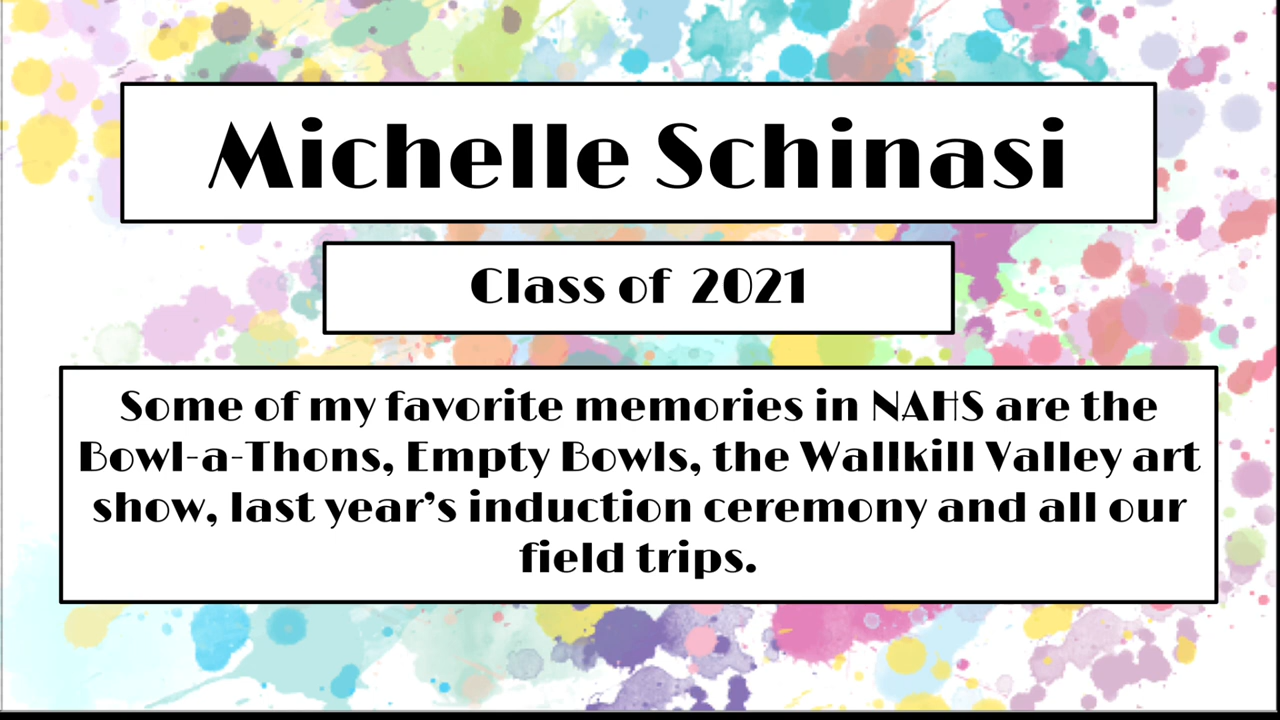 Michelle Schinasi
Class of 2021
Some of my favorite memories in NAHS are the
Bowl-a-Thons, Empty Bowls, the Wallkill Valley art
show, last year's induction ceremony and all our
field trips.